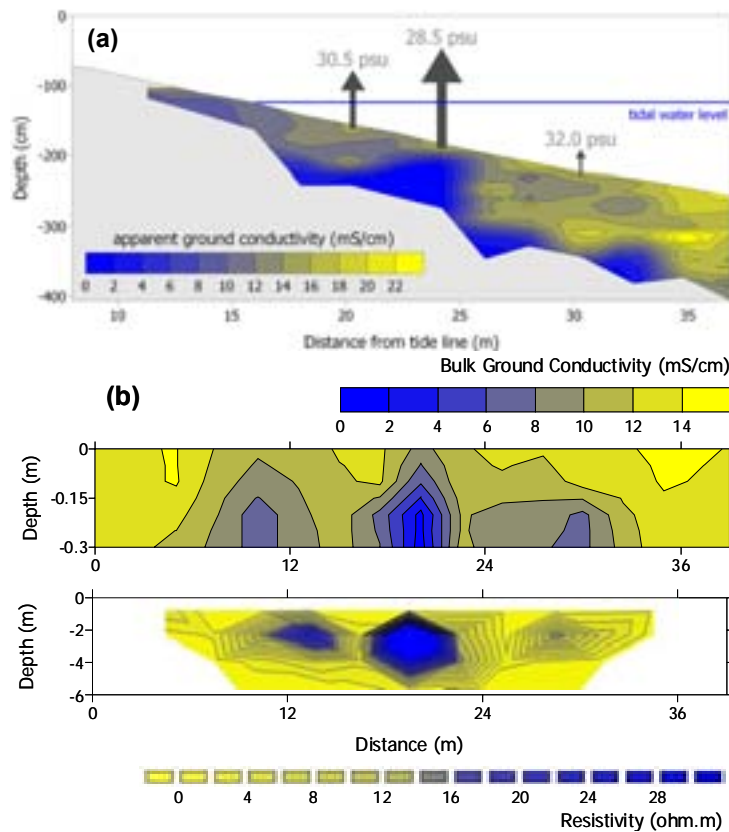 (a)
0
28.5 psu
30.5 psu
-100
tidal water level
32.0 psu
Depth (cm)
-200
-300
apparent ground conductivity (mS/cm)
0 2 4 6 8 10 12 14 16 18 20 22
-400
10 15 20 25 30 35
Distance from tide line (m)
Bulk Ground Conductivity (mS/cm)
(b)
0 2 4 6 8 10 12 14
Depth (m)
0
-0.15
-0.3
0 12 24 36
Depth (m)
0
-2
-4
-6
0 12 24 36
Distance (m)
0 4 8 12 16 20 24 28
Resistivity (ohm.m)